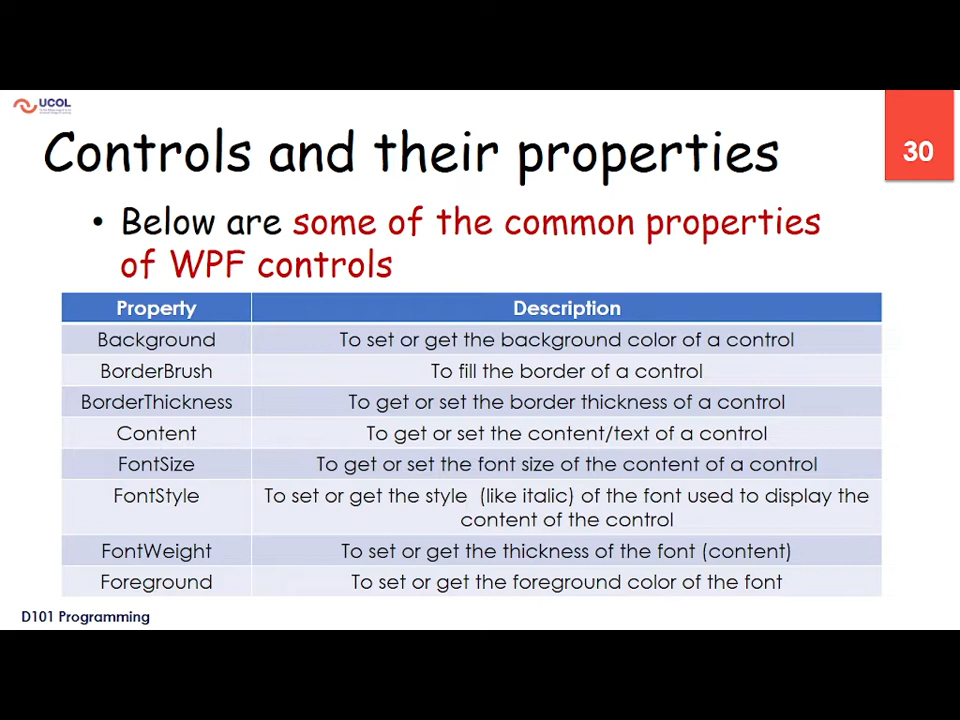 UCOL
Controls and their properties
30
• Below are some of the common properties
of WPF controls
Property Description
Background To set or get the background color of a control
BorderBrush To fill the border of a control
BorderThickness To get or set the border thickness of a control
Content To get or set the content/text of a control
FontSize To get or set the font size of the content of a control
FontStyle To set or get the style (like italic) of the font used to display the
content of the control
FontWeight To set or get the thickness of the font (content)
Foreground To set or get the foreground color of the font
D101 Programming